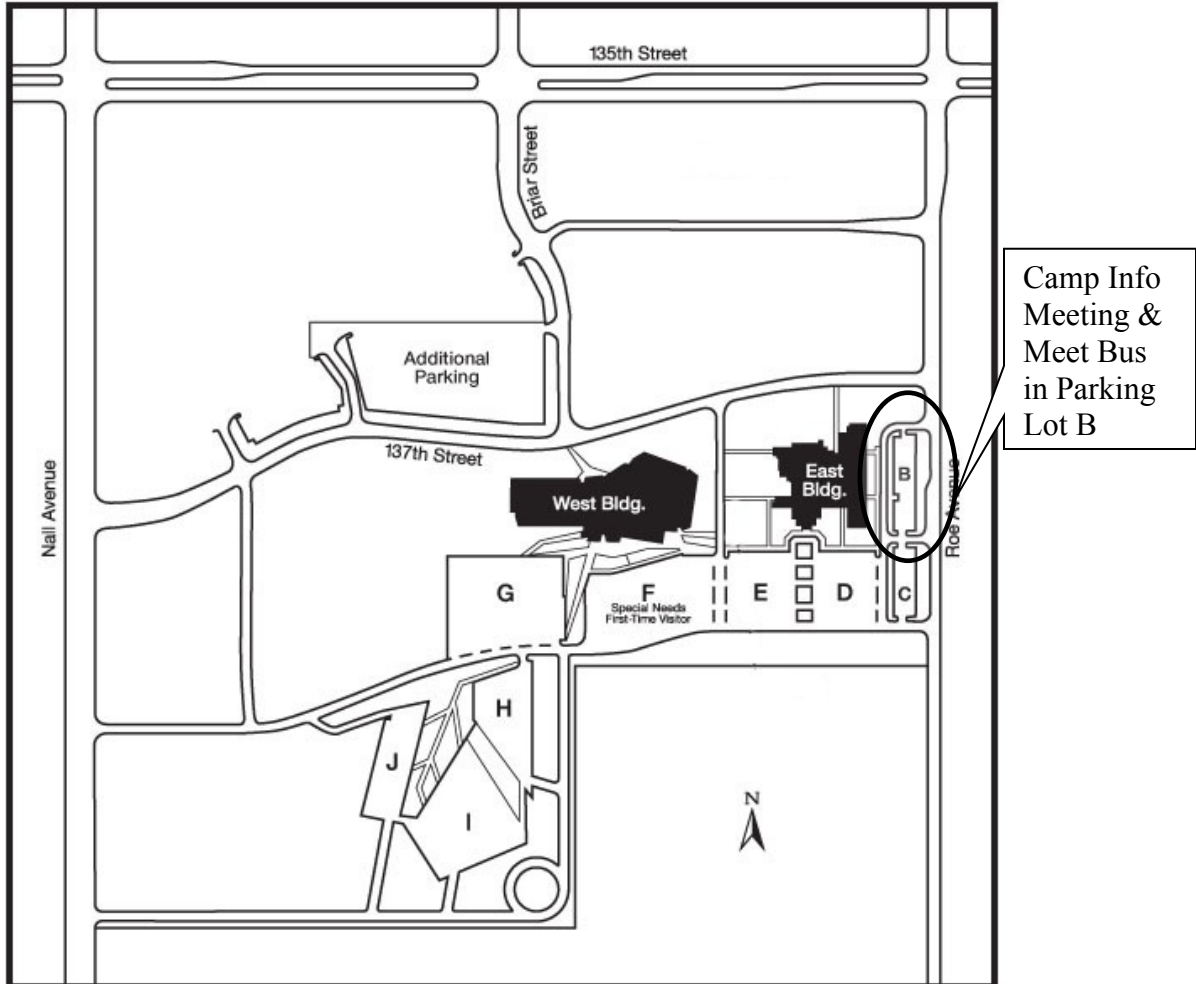 135th Street
Briar Street
Camp Info
Meeting &
Meet Bus
in Parking
Lot B
Additional
Parking
137th Street
Nall Avenue
West Bldg.
East
Bldg.
B
Roe Avenue
G
F
Special Needs
First-Time Visitor
E
D
C
H
J
I
N